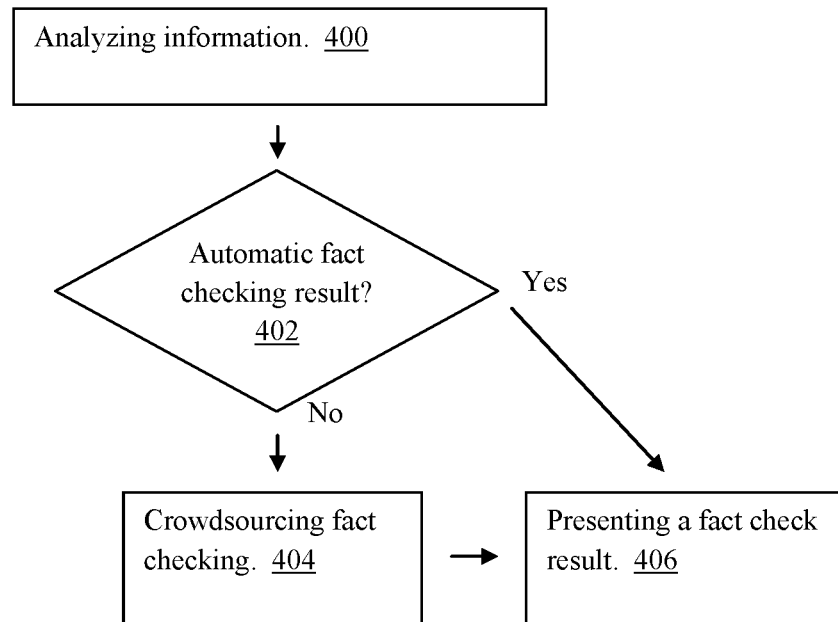 Analyzing information. 400
Automatic fact
checking result?
402
Yes
No
Crowdsourcing fact
checking. 404
Presenting a fact check
result. 406